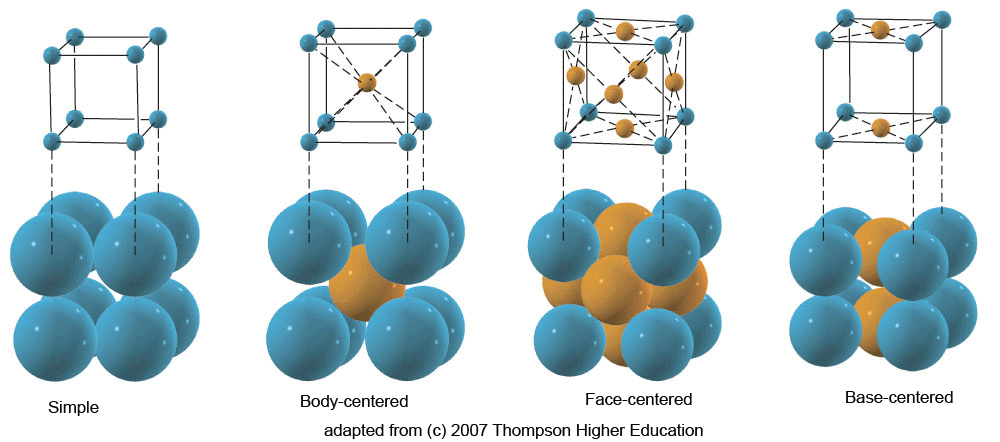 Simple
Body-centered
Face-centered
Base-centered
adapted from (c) 2007 Thompson Higher Education